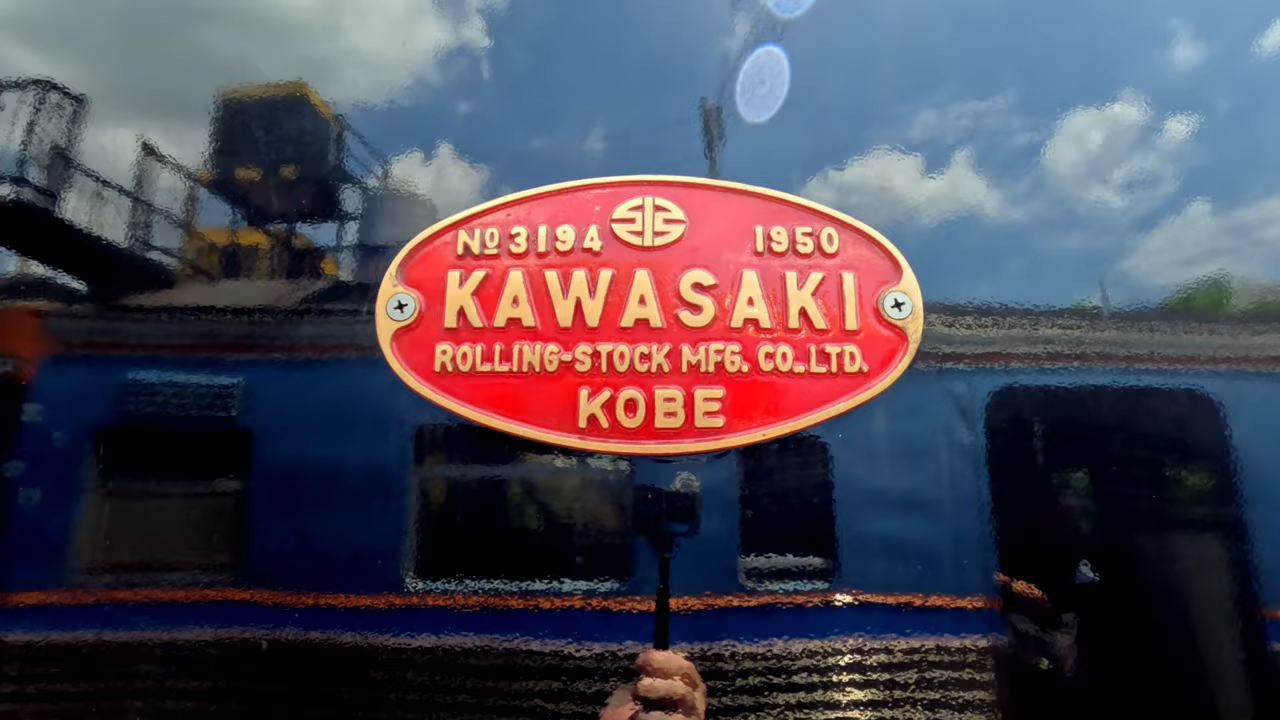 №3194 1950
KAWASAKI
ROLLING-STOCK MFG. CO., LTD.
KOBE